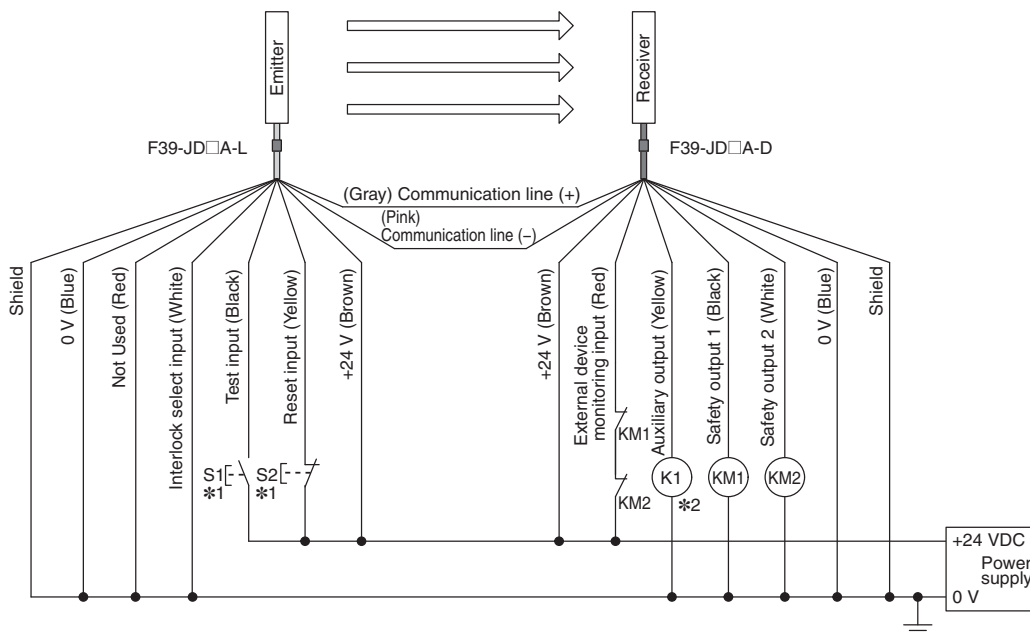 Emitter
Receiver
F39-JD□A-L
F39-JD□A-D
(Gray) Communication line (+)
(Pink)
Communication line (−)
Shield
0 V (Blue)
Not Used (Red)
Interlock select input (White)
Test input (Black)
Reset input (Yellow)
+24 V (Brown)
+24 V (Brown)
External device
monitoring input (Red)
Auxiliary output (Yellow)
Safety output 1 (Black)
Safety output 2 (White)
0 V (Blue)
Shield
S1
*1
S2
*1
KM1
KM2
K1
*2
KM1
KM2
+24 VDC
Power
supply
0 V